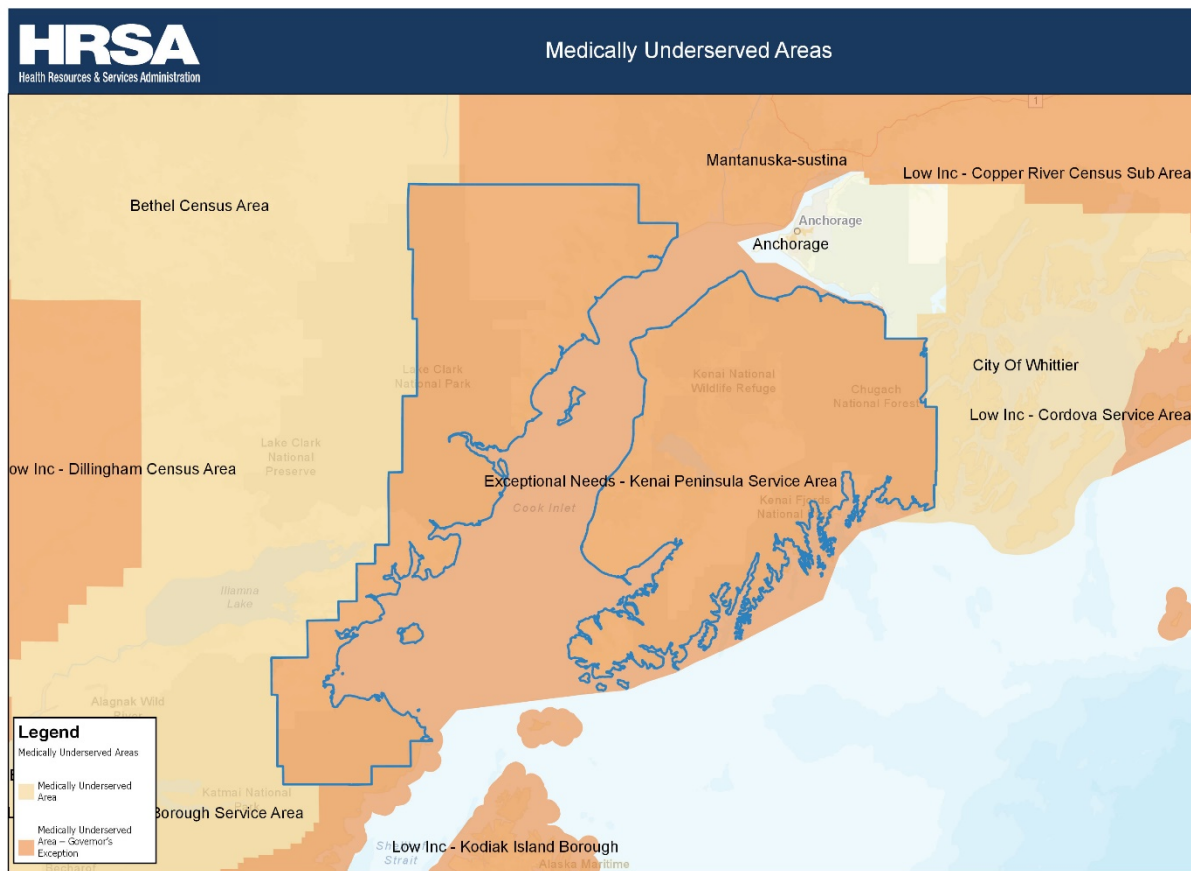 HRSA
Health Resources & Services Administration
Medically Underserved Areas
1
Mantanuska-sustina
Low Inc - Copper River Census Sub Area
Bethel Census Area
Anchorage
Anchorage
Lake Clark
National Park
Kenai National
Wildlife Refuge
Chugach
National Forest
City Of Whittier
Low Inc - Cordova Service Area
Lake Clark
National
Preserve
ow Inc - Dillingham Census Area
Exceptional Needs - Kenai Peninsula Service Area
Kenai Fjords
National
Cook Inlet
Iliamna
Lake
Alagnak Wild
River
Legend
Medically Underserved Areas
Medically Underserved
Area
Medically Underserved
Area – Governor's
Exception
Katmai National
Park
Borough Service Area
Low Inc - Kodiak Island Borough
Strait
Alaska Maritime